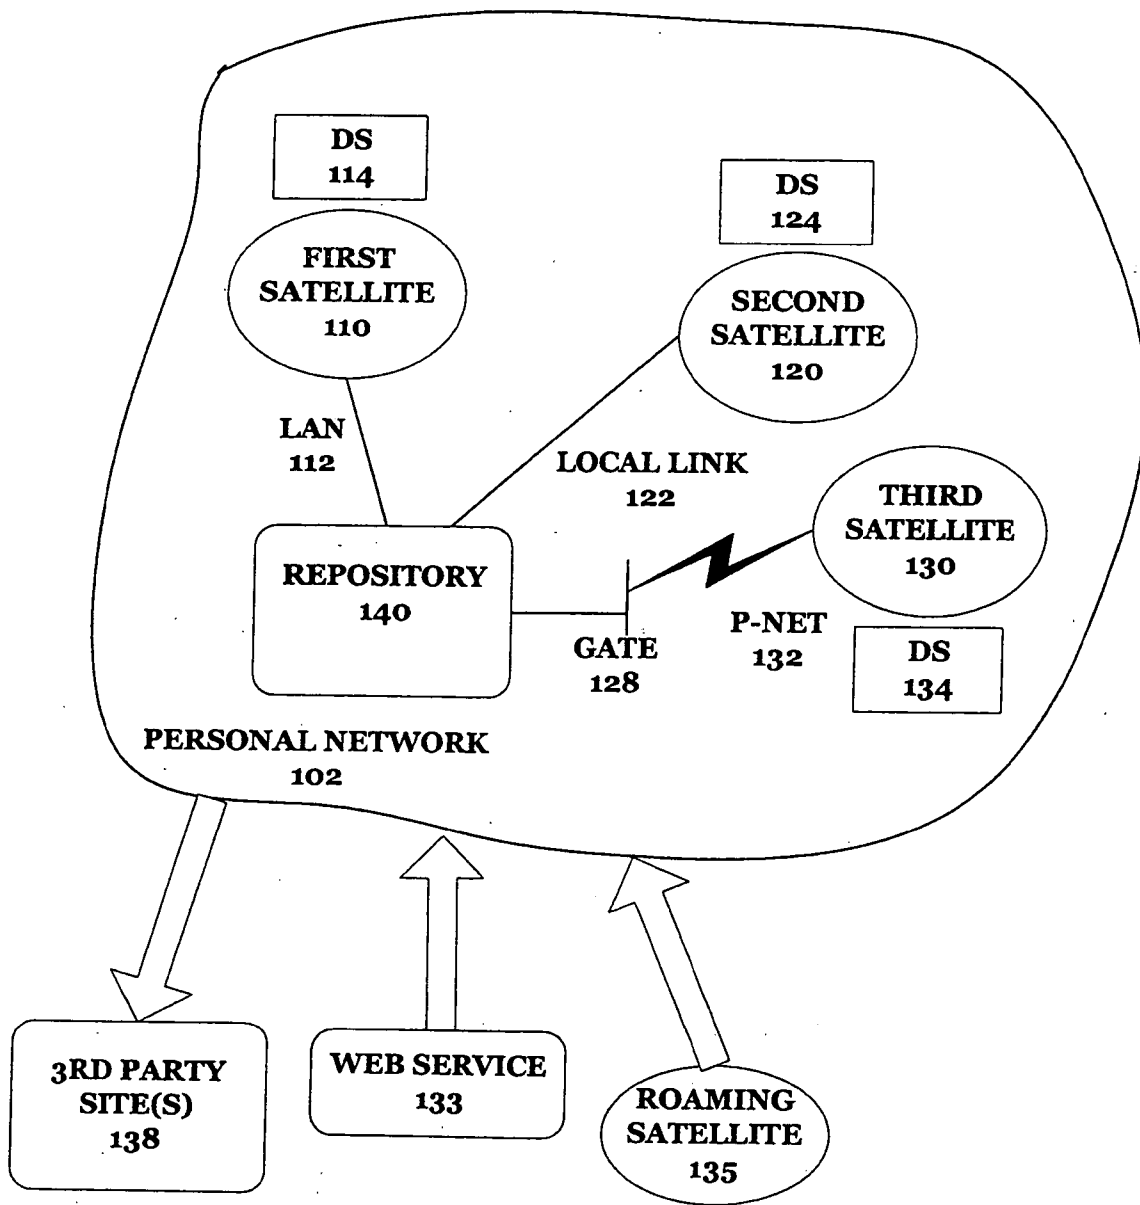 DS
114
DS
124
FIRST
SATELLITE
110
SECOND
SATELLITE
120
LAN
112
LOCAL LINK
122
THIRD
SATELLITE
130
REPOSITORY
140
GATE
128
P-NET
132
DS
134
PERSONAL NETWORK
102
3RD PARTY
SITE(S)
138
WEB SERVICE
133
ROAMING
SATELLITE
135